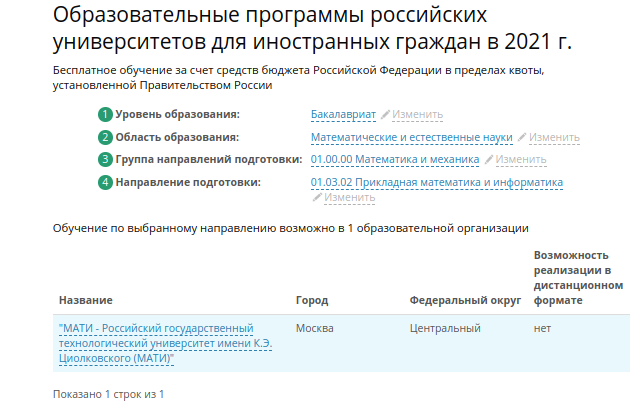 Образовательные программы российских
университетов для иностранных граждан в 2021 г.
Бесплатное обучение за счет средств бюджета Российской Федерации в пределах квоты,
установленной Правительством России
1 Уровень образования: Бакалавриат Изменить
2 Область образования: Математические и естественные науки Изменить
3 Группа направлений подготовки: 01.00.00 Математика и механика Изменить
4 Направление подготовки: 01.03.02 Прикладная математика и информатика
Изменить
Обучение по выбранному направлению возможно в 1 образовательной организации
Название Город Федеральный округ Возможность
реализации в
дистанционном
формате
"МАТИ - Российский государственный Москва Центральный нет
технологический университет имени К.Э.
Циолковского (МАТИ)"
Показано 1 строк из 1